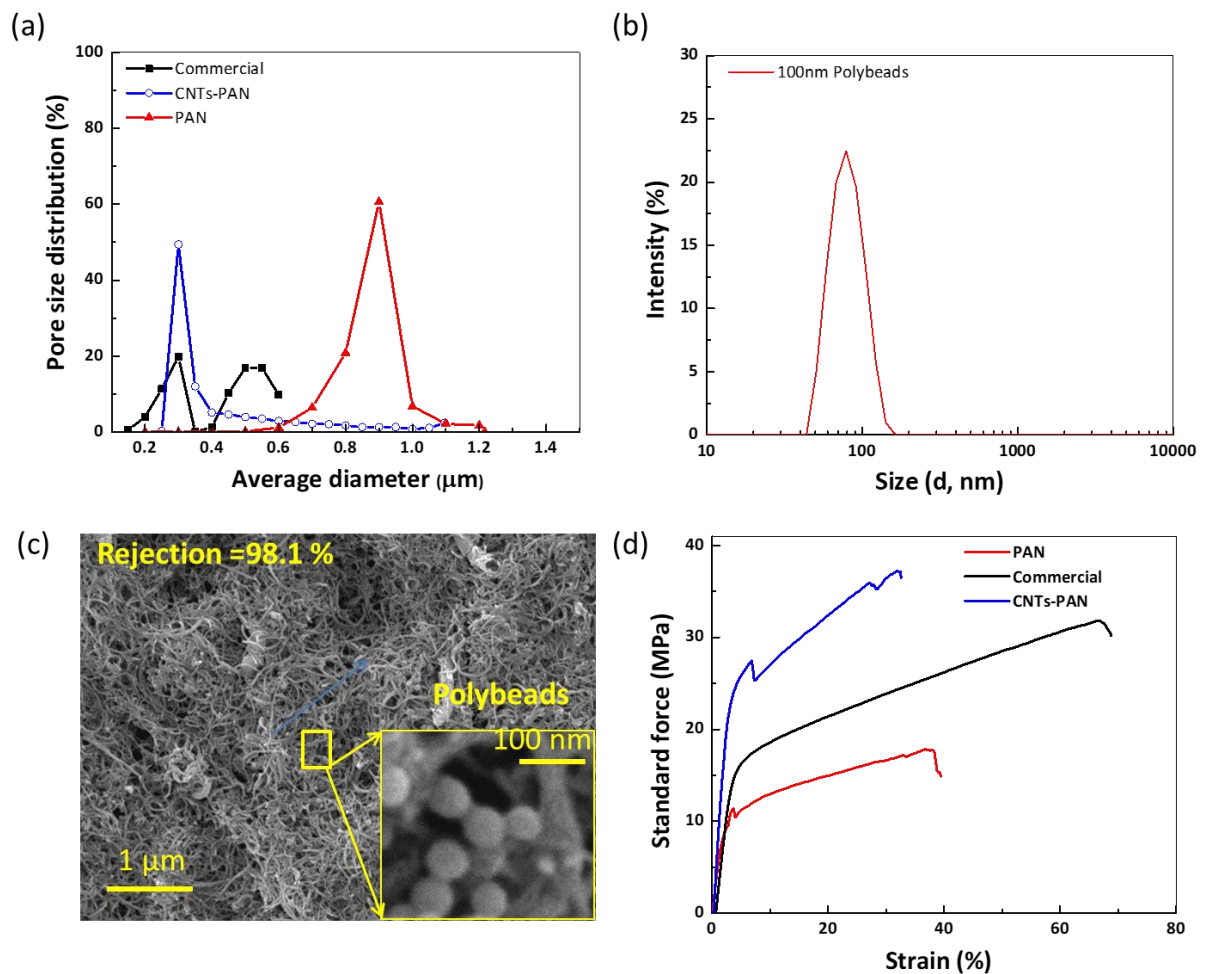 (a)
Pore size distribution (%)
100
80
60
40
20
0
Commercial
CNTs-PAN
PAN
0.2 0.4 0.6 0.8 1.0 1.2 1.4
Average diameter (μm)
(b)
Intensity (%)
30
25
20
15
10
5
0
100nm Polybeads
10 100 1000 10000
Size (d, nm)
(c)
Rejection =98.1 %
Polybeads
100 nm
1 μm
(d)
Standard force (MPa)
40
30
20
10
0
PAN
Commercial
CNTs-PAN
0 20 40 60 80
Strain (%)